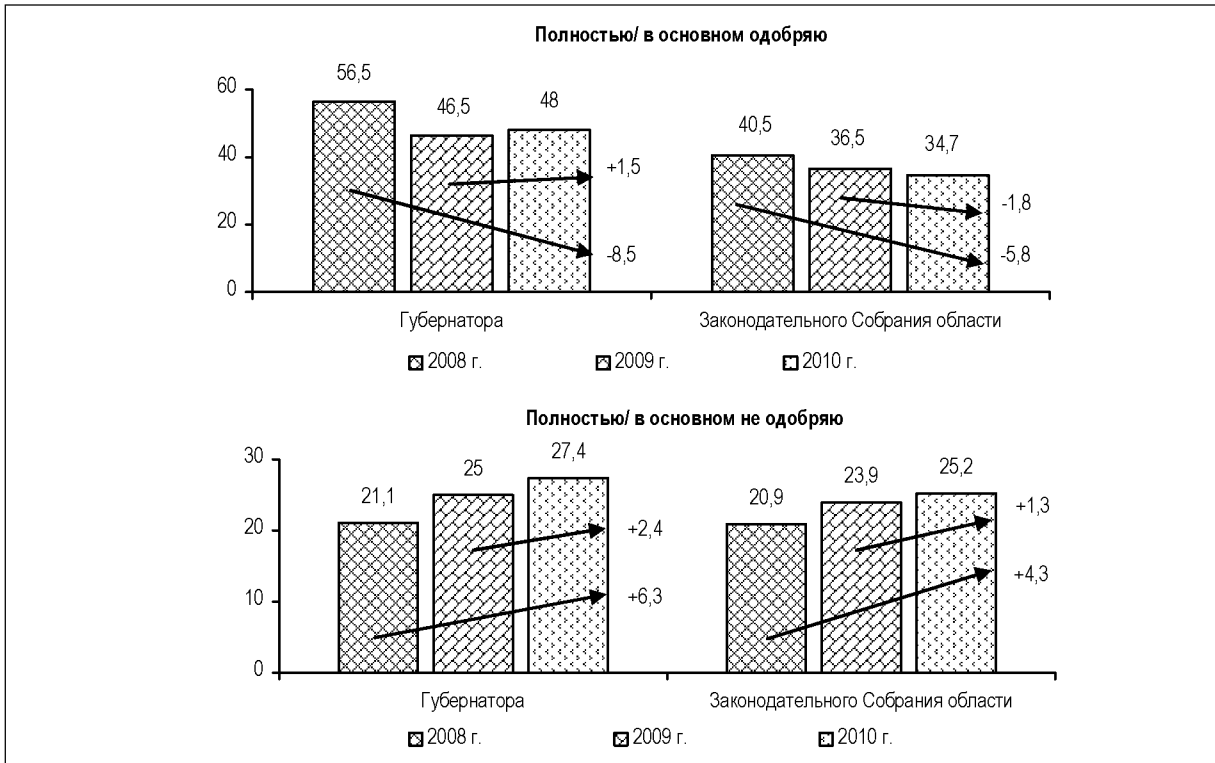 Полностью/ в основном одобряю
56,5
46,5
48
40,5
36,5
34,7
60
40
20
0
+1,5
-8,5
-1,8
-5,8
Губернатора
Законодательного Собрания области
2008 г.
2009 г.
2010 г.
Полностью/ в основном не одобряю
21,1
25
27,4
20,9
23,9
25,2
30
20
10
0
+2,4
+6,3
+1,3
+4,3
Губернатора
Законодательного Собрания области
2008 г.
2009 г.
2010 г.